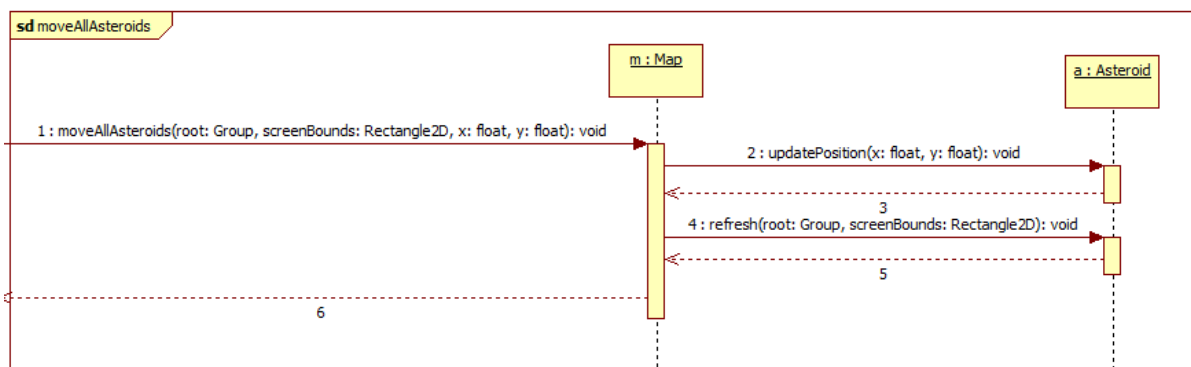 sd moveAllAsteroids
m : Map
a : Asteroid
1 : moveAllAsteroids(root: Group, screenBounds: Rectangle2D, x: float, y: float): void
2 : updatePosition(x: float, y: float): void
3
4 : refresh(root: Group, screenBounds: Rectangle2D): void
5
6